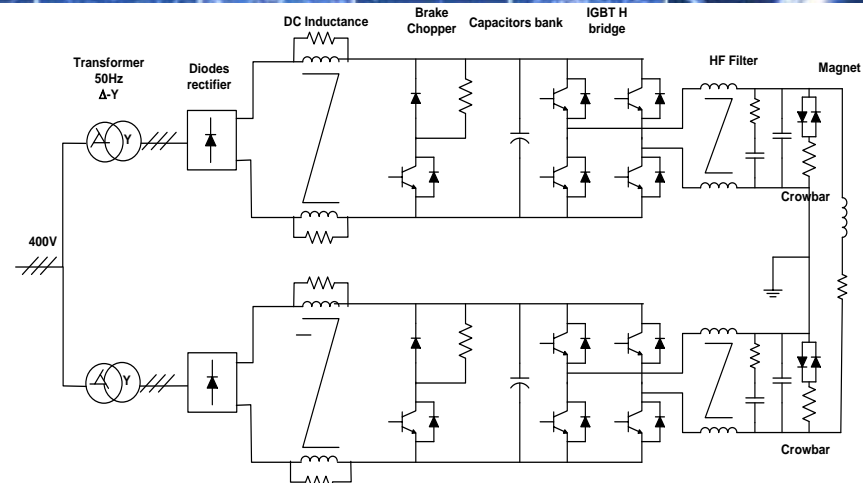 DC Inductance
Brake
Chopper
Capacitors bank
IGBT H
bridge
Transformer
50Hz
Δ-Y
Diodes
rectifier
HF Filter
Magnet
Y
Crowbar
400V
Y
Crowbar